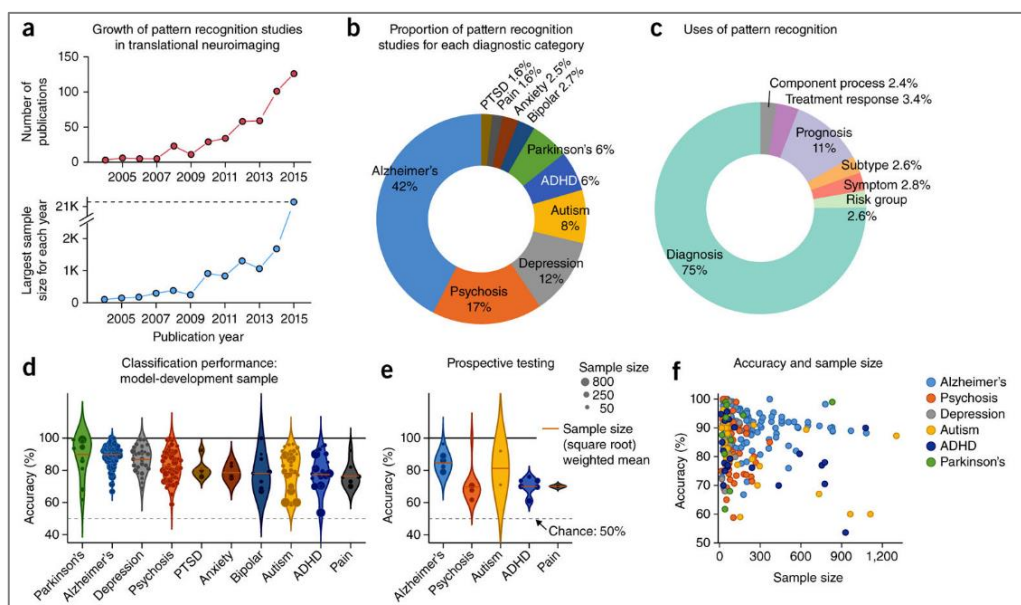 a
Growth of pattern recognition studies
in translational neuroimaging
Number of
publications
150
100
50
0
2005 2007 2009 2011 2013 2015
Largest sample
size for each year
21K
2K
1K
0
2005 2007 2009 2011 2013 2015
Publication year
b
Proportion of pattern recognition
studies for each diagnostic category
PTSD 1.6%
Pain 1.6%
Anxiety 2.5%
Bipolar 2.7%
Parkinson's 6%
ADHD 6%
Autism
8%
Depression
12%
Psychosis
17%
Alzheimer's
42%
c
Uses of pattern recognition
Component process 2.4%
Treatment response 3.4%
Prognosis
11%
Subtype 2.6%
Symptom 2.8%
Risk group
2.6%
Diagnosis
75%
d
Classification performance:
model-development sample
Accuracy (%)
100
80
60
40
Parkinson's
Alzheimer's
Depression
Psychosis
PTSD
Anxiety
Bipolar
Autism
ADHD
Pain
e
Prospective testing
Sample size
800
250
50
Sample size
(square root)
weighted mean
Accuracy (%)
100
80
60
40
Chance: 50%
Alzheimer's
Psychosis
Autism
ADHD
Pain
f
Accuracy and sample size
Accuracy (%)
100
90
80
70
60
50
0 300 600 900 1,200
Sample size
Alzheimer's
Psychosis
Depression
Autism
ADHD
Parkinson's